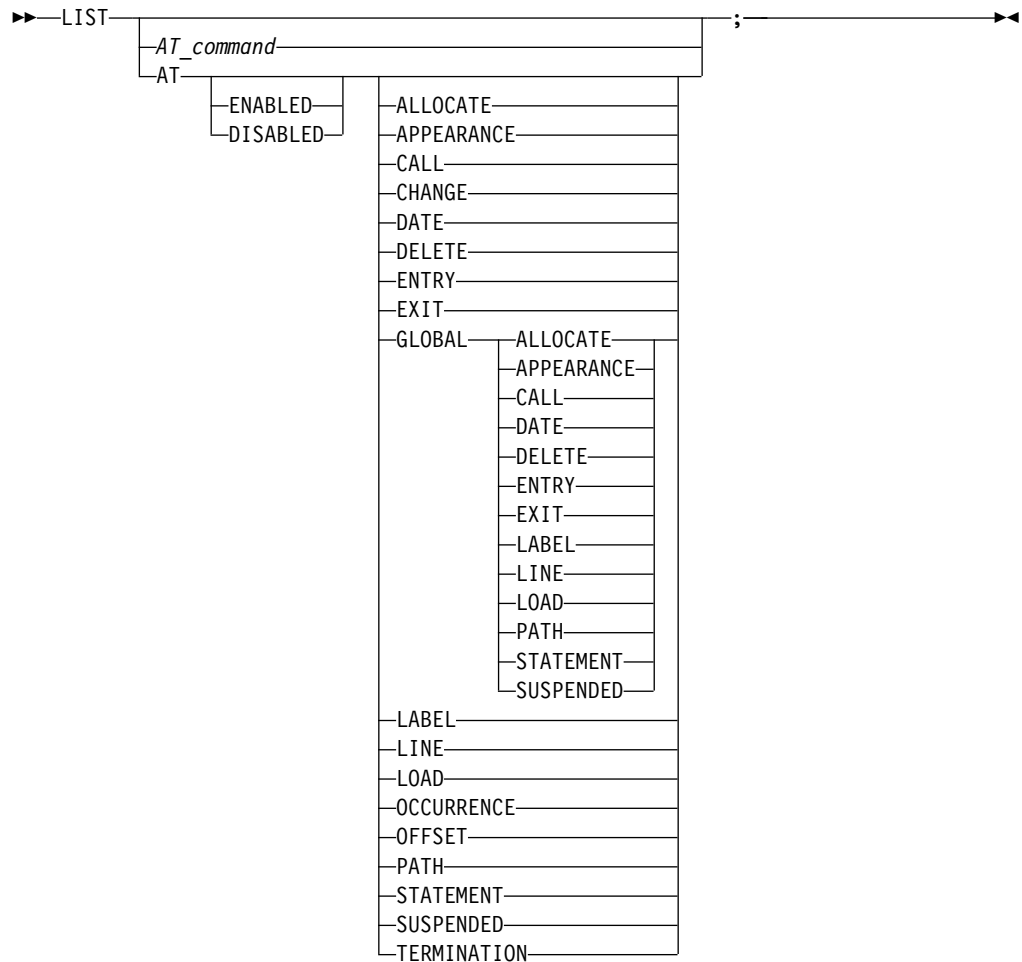 LIST ;
AT_command
AT
ENABLED ALLOCATE
DISABLED APPEARANCE
CALL
CHANGE
DATE
DELETE
ENTRY
EXIT
GLOBAL ALLOCATE
APPEARANCE
CALL
DATE
DELETE
ENTRY
EXIT
LABEL
LINE
LOAD
PATH
STATEMENT
SUSPENDED
LABEL
LINE
LOAD
OCCURRENCE
OFFSET
PATH
STATEMENT
SUSPENDED
TERMINATION